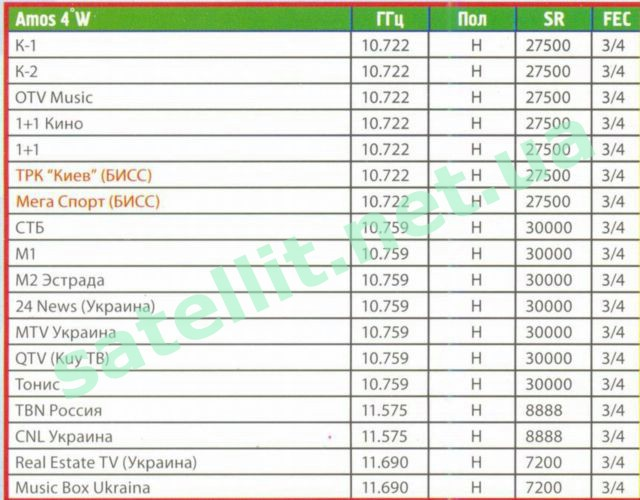 Amos 4°W ГГц Пол SR FEC
К-1 10.722 Н 27500 3/4
К-2 10.722 Н 27500 3/4
OTV Music 10.722 Н 27500 3/4
1+1 Кино 10.722 Н 27500 3/4
1+1 10.722 Н 27500 3/4
ТРК "Киев" (БИСС) 10.722 Н 27500 3/4
Мега Спорт (БИСС) 10.722 Н 27500 3/4
СТБ 10.759 Н 30000 3/4
М1 10.759 Н 30000 3/4
М2 Эстрада 10.759 Н 30000 3/4
24 News (Украина) 10.759 Н 30000 3/4
MTV Украина 10.759 Н 30000 3/4
QTV (Kuy ТВ) 10.759 Н 30000 3/4
Тонис 10.759 Н 30000 3/4
TBN Россия 11.575 Н 8888 3/4
CNL Украина 11.575 Н 8888 3/4
Real Estate TV (Украина) 11.690 Н 7200 3/4
Music Box Ukraina 11.690 Н 7200 3/4
satellit.net.ua